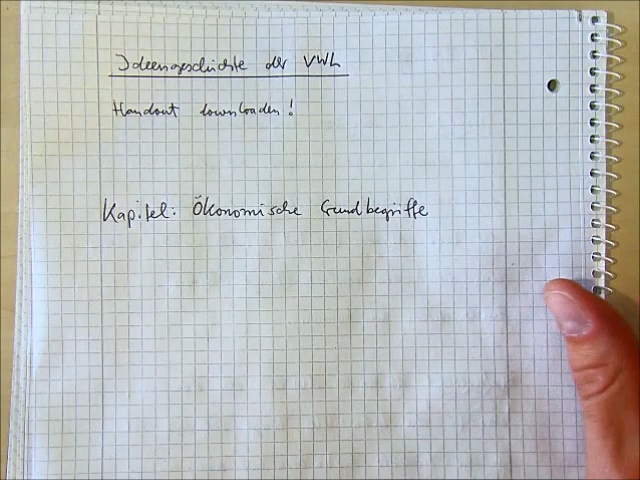 Ideengeschichte der VWL
Handout downloaden!
Kapitel: Ökonomische Grundbegriffe